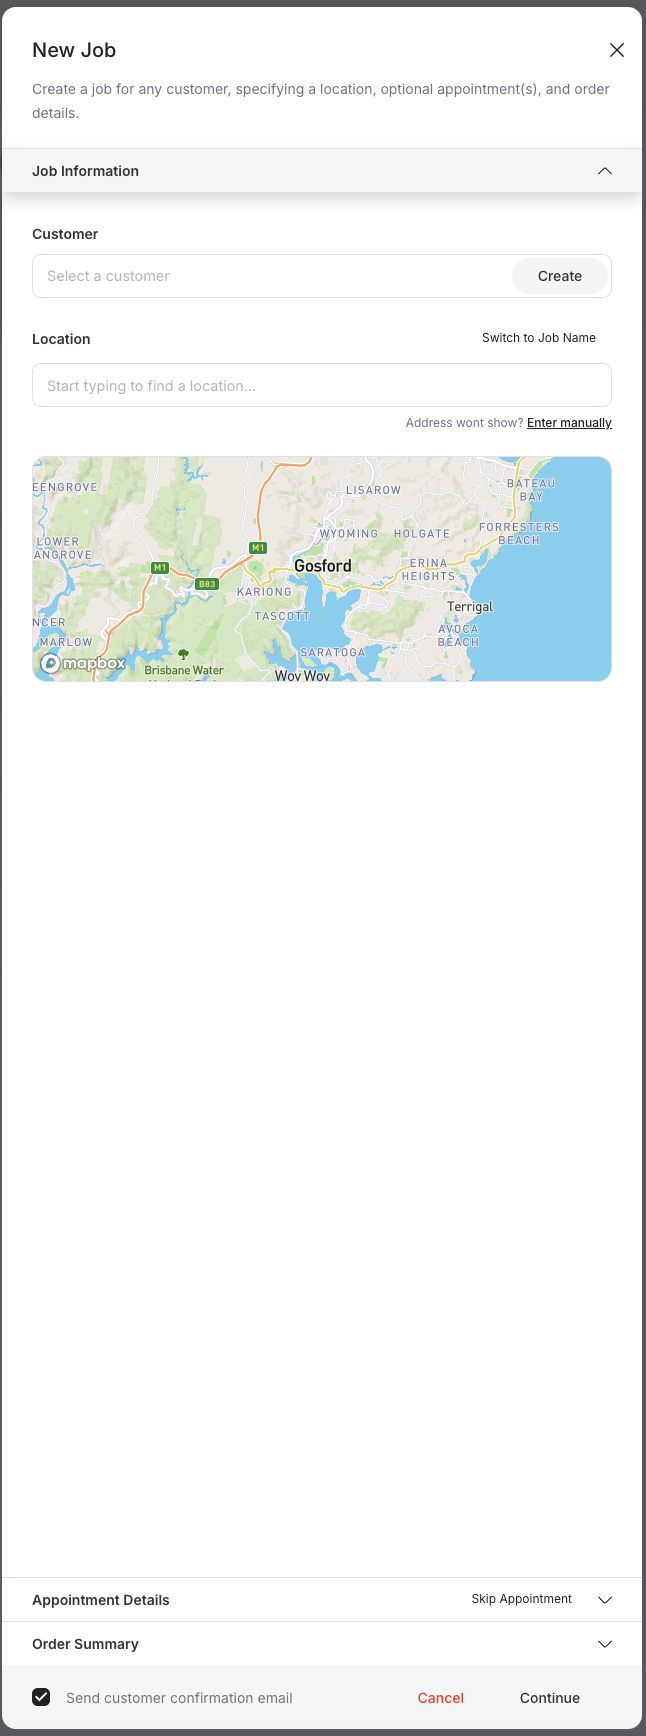 New Job
Create a job for any customer, specifying a location, optional appointment(s), and order
details.
Job Information
Customer
Select a customer
Create
Location
Switch to Job Name
Start typing to find a location...
Address wont show? Enter manually
EENGROVE
LISAROW
BATEAU
BAY
WYOMING
HOLGATE
FORRESTERS
BEACH
LOWER
ANGROVE
M1
M1
B83
Gosford
ERINA
HEIGHTS
KARIONG
TASCOTT
Terrigal
NCER
MARLOW
AVOCA
BEACH
SARATOGA
mapbox
Brisbane Water
Woy Woy
Appointment Details
Skip Appointment
Order Summary
Send customer confirmation email
Cancel
Continue